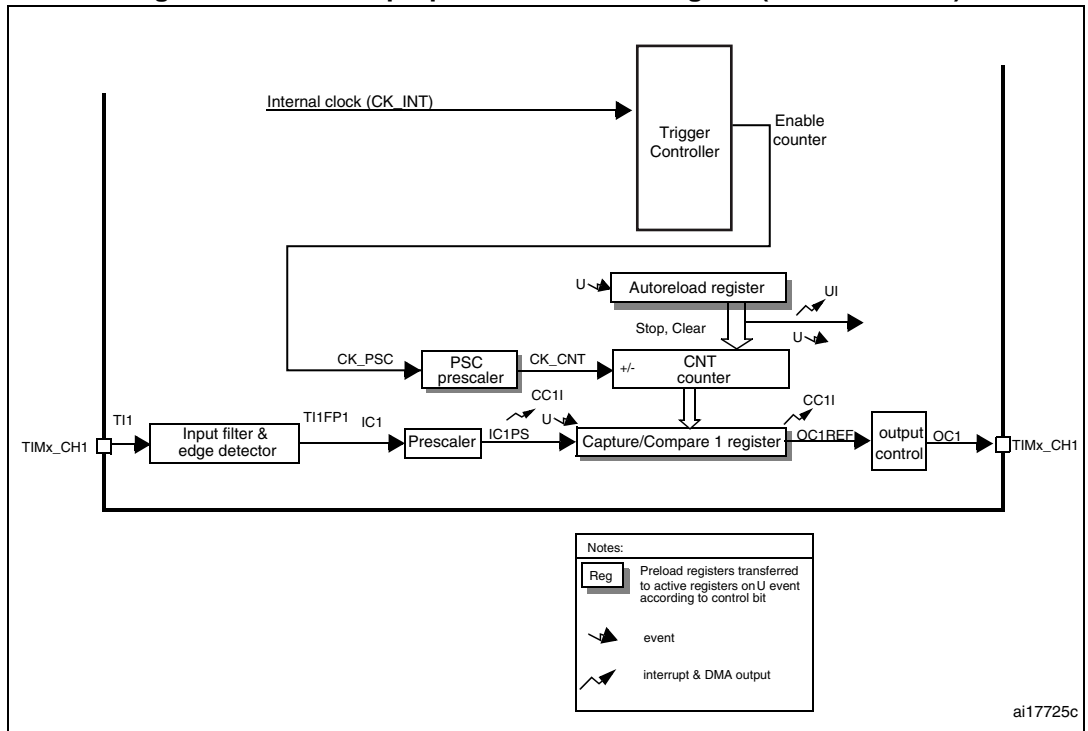 Internal clock (CK_INT)
Trigger
Controller
Enable
counter
U
Autoreload register
UI
Stop, Clear
U
CK_PSC
PSC
prescaler
CK_CNT
+/-
CNT
counter
CC1I
CC1I
U
TI1
TI1FP1
IC1
IC1PS
OC1REF
OC1
TIMx_CH1
Input filter &
edge detector
Prescaler
Capture/Compare 1 register
output
control
TIMx_CH1
Notes:
Reg
Preload registers transferred
to active registers on U event
according to control bit
event
interrupt & DMA output
ai17725c